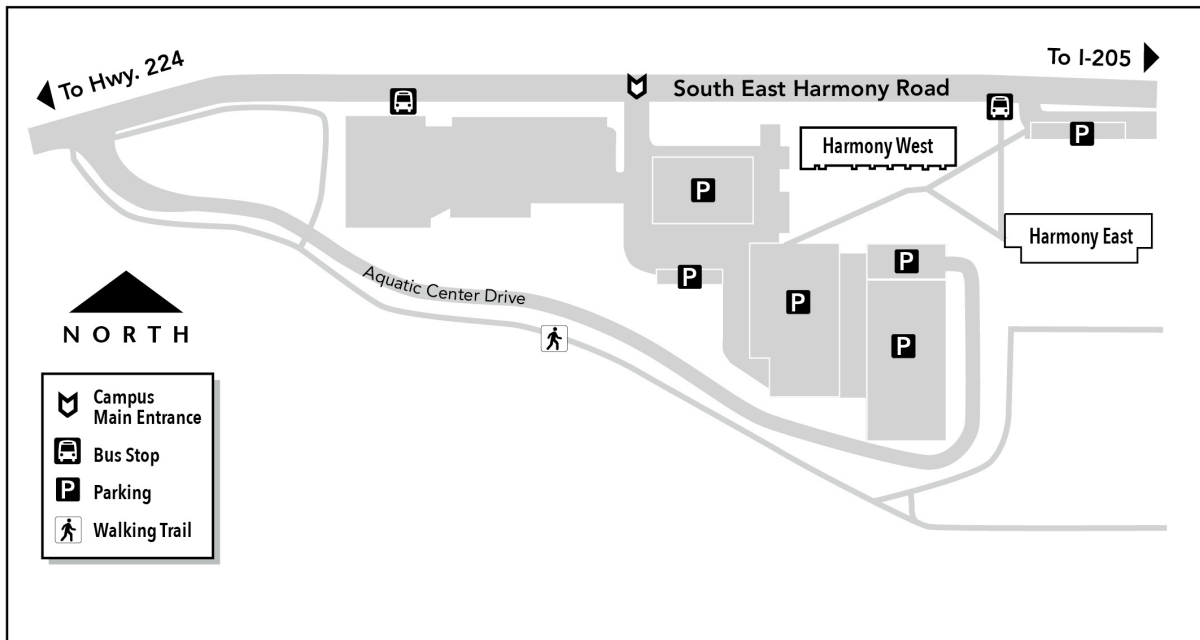 To Hwy. 224
To I-205
South East Harmony Road
P
Harmony West
P
Harmony East
P
P
Aquatic Center Drive
P
P
NORTH
Campus
Main Entrance
Bus Stop
P Parking
Walking Trail